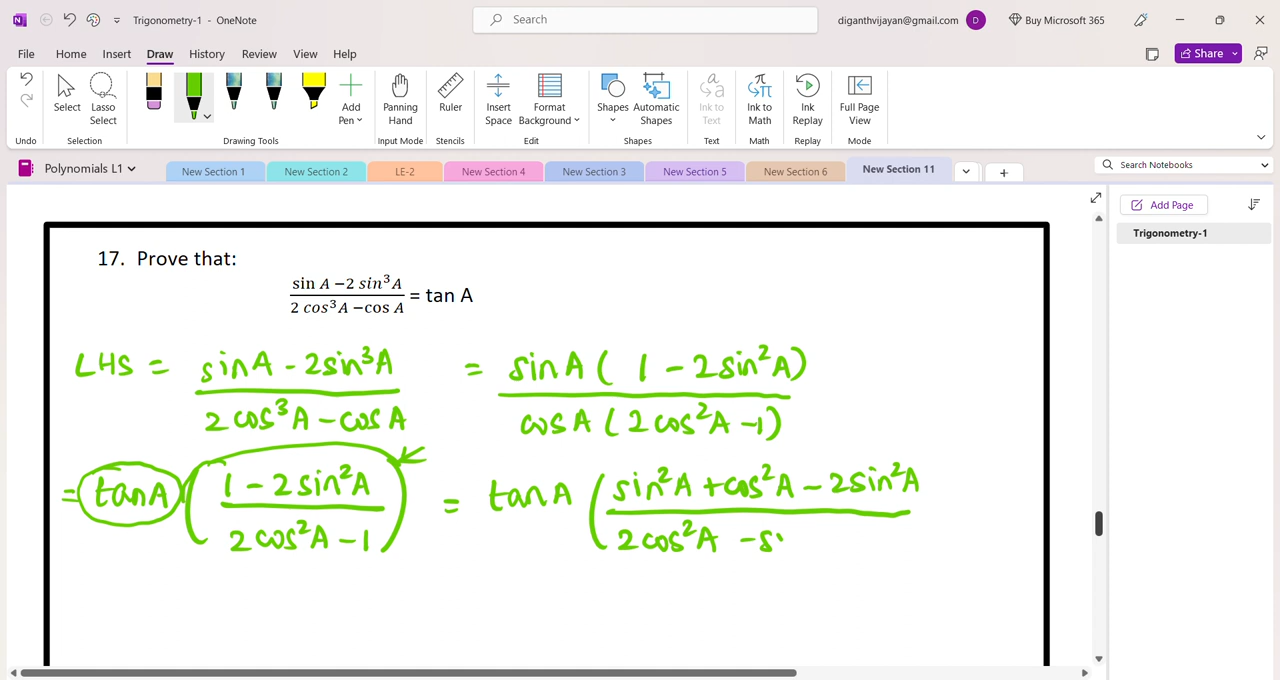 Trigonometry-1 - OneNote
Search
diganthvijayan@gmail.com D
Buy Microsoft 365
File Home Insert Draw History Review View Help
Share
Undo
Select
Lasso Select
Selection
Drawing Tools
Add Pen
Panning Hand
Input Mode
Ruler
Stencils
Insert Space
Format Background
Edit
Shapes
Automatic Shapes
Shapes
Ink to Text
Text
Ink to Math
Math
Ink Replay
Replay
Full Page View
Mode
Polynomials L1
New Section 1 New Section 2 LE-2 New Section 4 New Section 3 New Section 5 New Section 6 New Section 11
Search Notebooks
Add Page
Trigonometry-1
17. Prove that:
sin A −2 sin³A
2 cos³A −cos A
= tan A
LHS = sinA - 2sin³A / 2cos³A - cosA = sinA ( 1 - 2sin²A) / cosA ( 2cos²A - 1)
= tanA ( 1 - 2sin²A / 2cos²A - 1 ) = tanA ( sin²A + cos²A - 2sin²A / 2cos²A - s